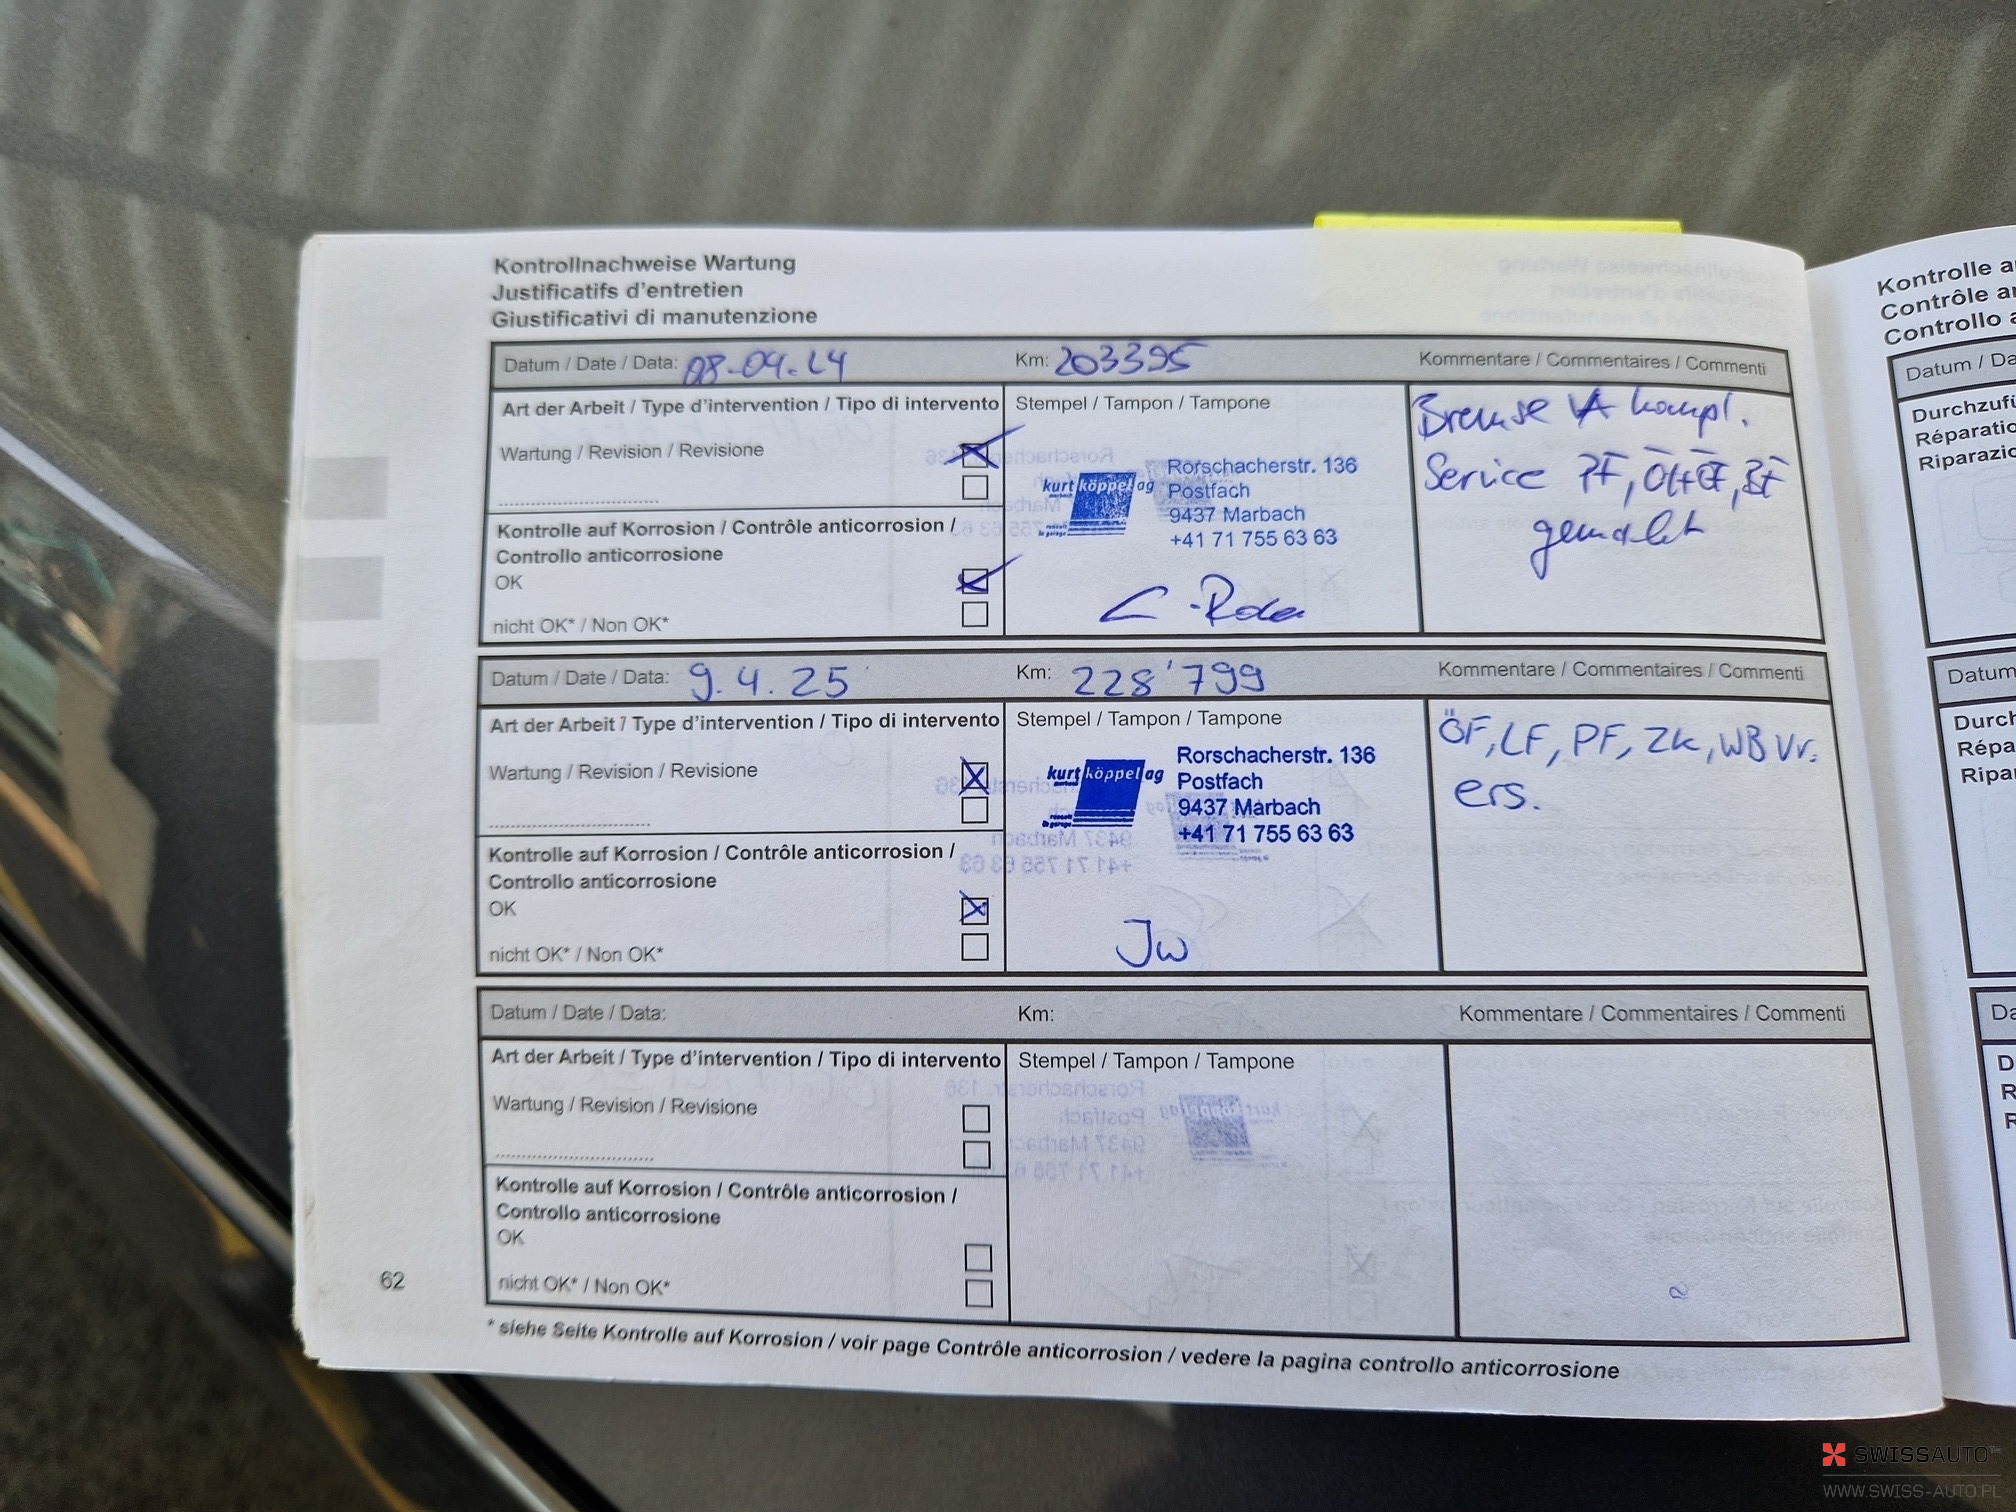 Kontrollnachweise Wartung
Justificatifs d'entretien
Giustificativi di manutenzione
Datum / Date / Data: 08.04.24 Km: 203395 Kommentare / Commentaires / Commenti
Art der Arbeit / Type d'intervention / Tipo di intervento
Wartung / Revision / Revisione
Kontrolle auf Korrosion / Contrôle anticorrosion /
Controllo anticorrosione
OK
nicht OK* / Non OK*
Stempel / Tampon / Tampone
kurt köppel ag
Rorschacherstr. 136
Postfach
9437 Marbach
+41 71 755 63 63
Bremse VA kompl.
Service PF, Öl+ÖF, BF
gemacht
Datum / Date / Data: 9.4.25 Km: 228'799 Kommentare / Commentaires / Commenti
Art der Arbeit / Type d'intervention / Tipo di intervento
Wartung / Revision / Revisione
Kontrolle auf Korrosion / Contrôle anticorrosion /
Controllo anticorrosione
OK
nicht OK* / Non OK*
Stempel / Tampon / Tampone
kurt köppel ag
Rorschacherstr. 136
Postfach
9437 Marbach
+41 71 755 63 63
Jw
ÖF, LF, PF, ZK, WB Vr.
ers.
Datum / Date / Data: Km: Kommentare / Commentaires / Commenti
Art der Arbeit / Type d'intervention / Tipo di intervento
Wartung / Revision / Revisione
Kontrolle auf Korrosion / Contrôle anticorrosion /
Controllo anticorrosione
OK
nicht OK* / Non OK*
Stempel / Tampon / Tampone
62
* siehe Seite Kontrolle auf Korrosion / voir page Contrôle anticorrosion / vedere la pagina controllo anticorrosione
Kontrolle
Contrôle
Controllo
Datum /
Datum
SWISSAUTO
WWW.SWISS-AUTO.PL